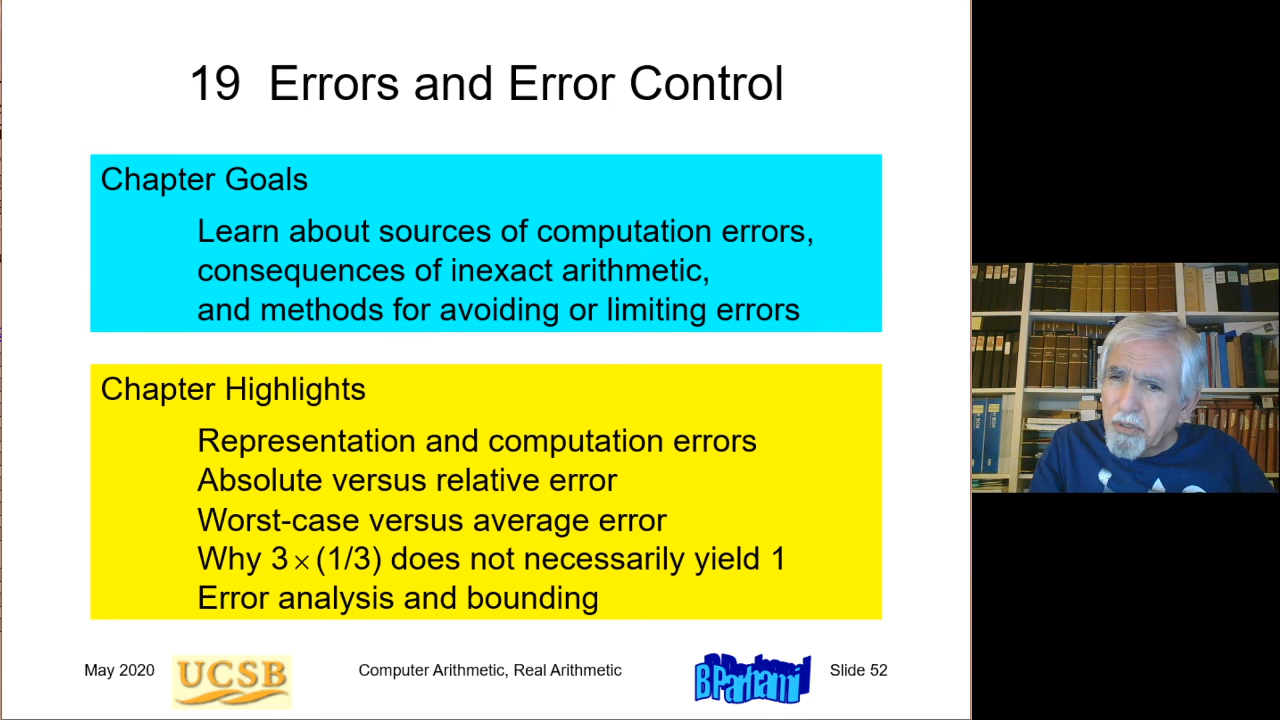 19 Errors and Error Control
Chapter Goals
Learn about sources of computation errors,
consequences of inexact arithmetic,
and methods for avoiding or limiting errors
Chapter Highlights
Representation and computation errors
Absolute versus relative error
Worst-case versus average error
Why 3 × (1/3) does not necessarily yield 1
Error analysis and bounding
May 2020
UCSB
Computer Arithmetic, Real Arithmetic
B Parhami
Slide 52